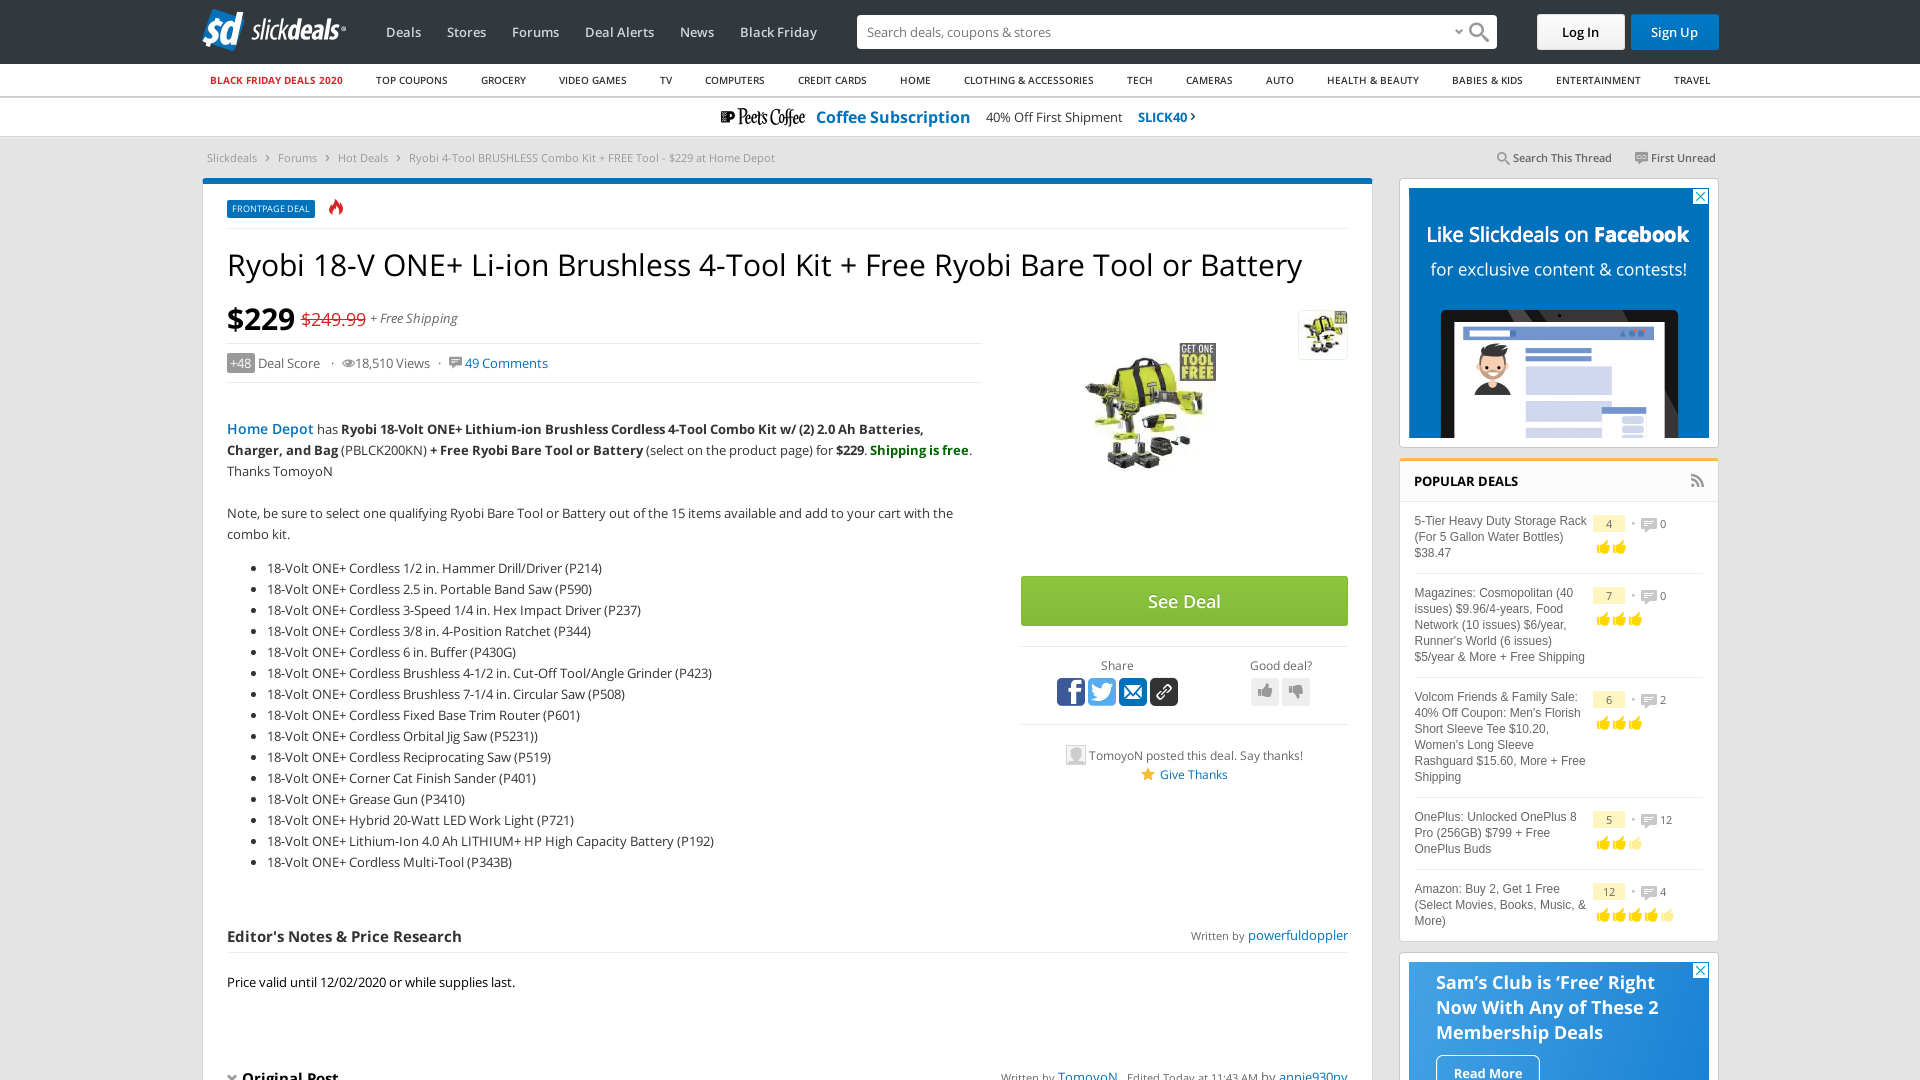 slickdeals
Deals Stores Forums Deal Alerts News Black Friday
Search deals, coupons & stores
Log In Sign Up
BLACK FRIDAY DEALS 2020 TOP COUPONS GROCERY VIDEO GAMES TV COMPUTERS CREDIT CARDS HOME CLOTHING & ACCESSORIES TECH CAMERAS AUTO HEALTH & BEAUTY BABIES & KIDS ENTERTAINMENT TRAVEL
Peet's Coffee Coffee Subscription 40% Off First Shipment SLICK40
Slickdeals Forums Hot Deals Ryobi 4-Tool BRUSHLESS Combo Kit + FREE Tool - $229 at Home Depot
Search This Thread First Unread
FRONTPAGE DEAL
Ryobi 18-V ONE+ Li-ion Brushless 4-Tool Kit + Free Ryobi Bare Tool or Battery
$229 $249.99 + Free Shipping
+48 Deal Score · 18,510 Views · 49 Comments
GET ONE
TOOL
FREE
Home Depot has Ryobi 18-Volt ONE+ Lithium-ion Brushless Cordless 4-Tool Combo Kit w/ (2) 2.0 Ah Batteries,
Charger, and Bag (PBLCK200KN) + Free Ryobi Bare Tool or Battery (select on the product page) for $229. Shipping is free.
Thanks TomoyoN
Note, be sure to select one qualifying Ryobi Bare Tool or Battery out of the 15 items available and add to your cart with the
combo kit.
18-Volt ONE+ Cordless 1/2 in. Hammer Drill/Driver (P214)
18-Volt ONE+ Cordless 2.5 in. Portable Band Saw (P590)
18-Volt ONE+ Cordless 3-Speed 1/4 in. Hex Impact Driver (P237)
18-Volt ONE+ Cordless 3/8 in. 4-Position Ratchet (P344)
18-Volt ONE+ Cordless 6 in. Buffer (P430G)
18-Volt ONE+ Cordless Brushless 4-1/2 in. Cut-Off Tool/Angle Grinder (P423)
18-Volt ONE+ Cordless Brushless 7-1/4 in. Circular Saw (P508)
18-Volt ONE+ Cordless Fixed Base Trim Router (P601)
18-Volt ONE+ Cordless Orbital Jig Saw (P5231))
18-Volt ONE+ Cordless Reciprocating Saw (P519)
18-Volt ONE+ Corner Cat Finish Sander (P401)
18-Volt ONE+ Grease Gun (P3410)
18-Volt ONE+ Hybrid 20-Watt LED Work Light (P721)
18-Volt ONE+ Lithium-Ion 4.0 Ah LITHIUM+ HP High Capacity Battery (P192)
18-Volt ONE+ Cordless Multi-Tool (P343B)
See Deal
Share Good deal?
TomoyoN posted this deal. Say thanks!
Give Thanks
Editor's Notes & Price Research
Written by powerfuldoppler
Price valid until 12/02/2020 or while supplies last.
Original Post
Written by TomoyoN Edited Today at 11:43 AM by annie930ny
Like Slickdeals on Facebook
for exclusive content & contests!
POPULAR DEALS
5-Tier Heavy Duty Storage Rack
(For 5 Gallon Water Bottles)
$38.47
4 • 0
Magazines: Cosmopolitan (40
issues) $9.96/4-years, Food
Network (10 issues) $6/year,
Runner's World (6 issues)
$5/year & More + Free Shipping
7 • 0
Volcom Friends & Family Sale:
40% Off Coupon: Men's Florish
Short Sleeve Tee $10.20,
Women's Long Sleeve
Rashguard $15.60, More + Free
Shipping
6 • 2
OnePlus: Unlocked OnePlus 8
Pro (256GB) $799 + Free
OnePlus Buds
5 • 12
Amazon: Buy 2, Get 1 Free
(Select Movies, Books, Music, &
More)
12 • 4
Sam's Club is 'Free' Right
Now With Any of These 2
Membership Deals
Read More